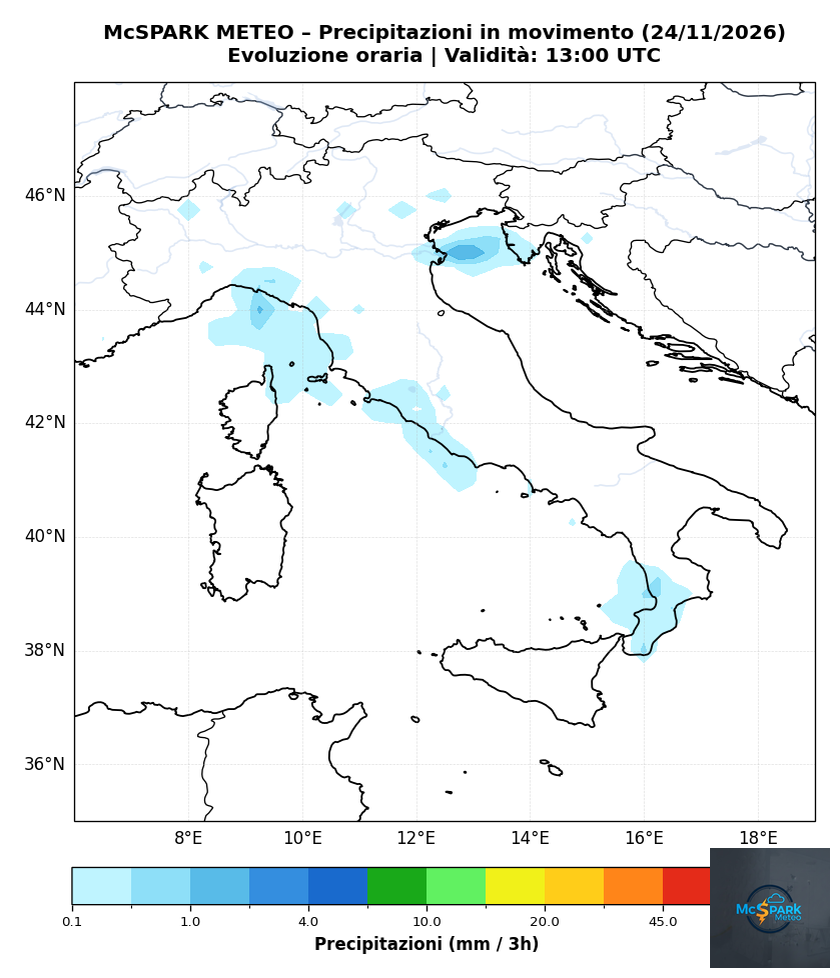 McSPARK METEO – Precipitazioni in movimento (24/11/2026)
Evoluzione oraria | Validità: 13:00 UTC
46°N
44°N
42°N
40°N
38°N
36°N
8°E 10°E 12°E 14°E 16°E 18°E
0.1 1.0 4.0 10.0 20.0 45.0
Precipitazioni (mm / 3h)
McSPARK
Meteo